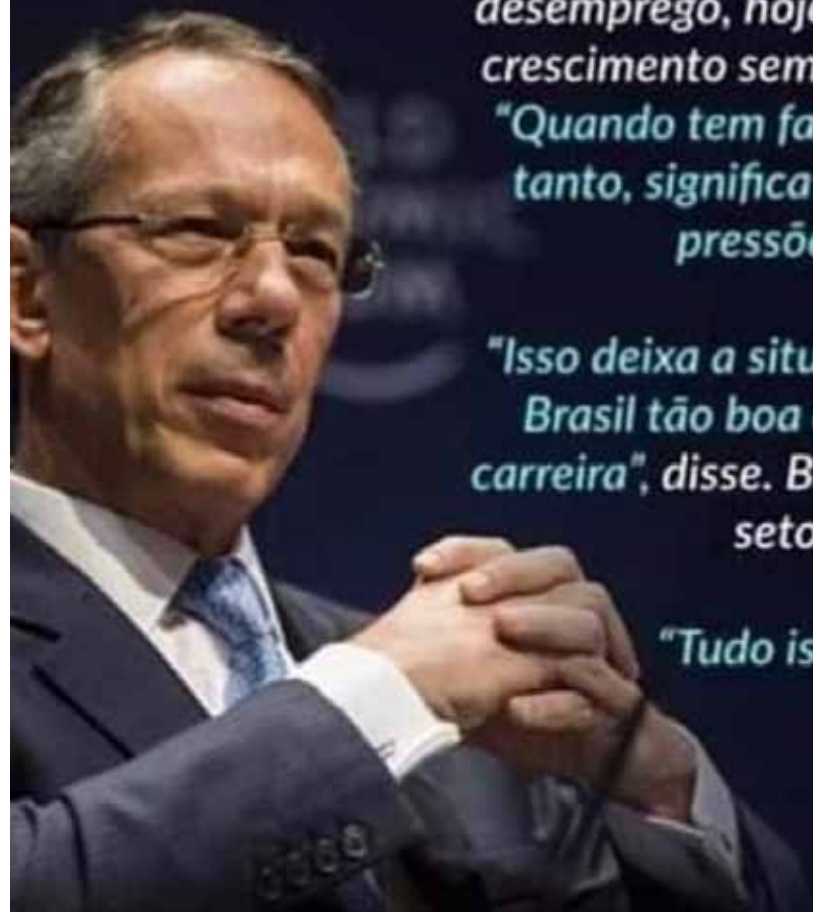 desemprego, hoje
crescimento sem
"Quando tem fa
tanto, significa
pressõ
"Isso deixa a situ
Brasil tão boa
carreira", disse. B
seto
"Tudo is